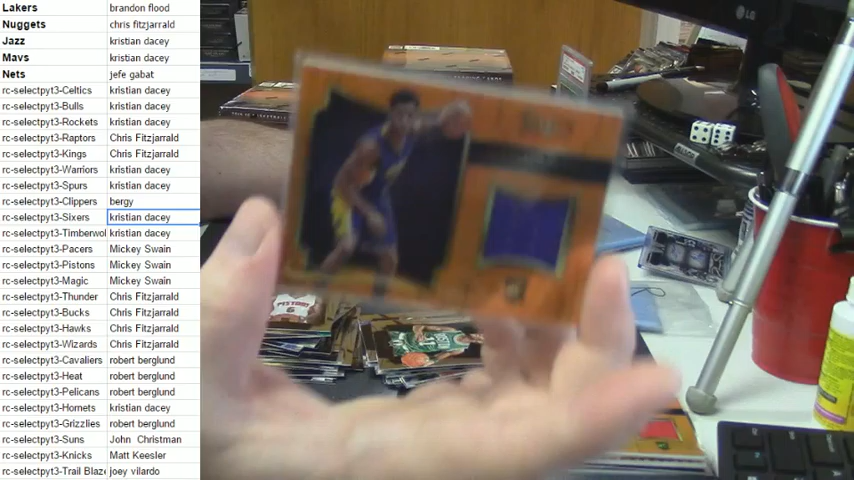 Lakers brandon flood
Nuggets chris fitzjarrald
Jazz kristian dacey
Mavs kristian dacey
Nets jefe gabat
rc-selectpyt3-Celtics kristian dacey
rc-selectpyt3-Bulls kristian dacey
rc-selectpyt3-Rockets kristian dacey
rc-selectpyt3-Raptors Chris Fitzjarrald
rc-selectpyt3-Kings Chris Fitzjarrald
rc-selectpyt3-Warriors kristian dacey
rc-selectpyt3-Spurs kristian dacey
rc-selectpyt3-Clippers bergy
rc-selectpyt3-Sixers kristian dacey
rc-selectpyt3-Timberwol kristian dacey
rc-selectpyt3-Pacers Mickey Swain
rc-selectpyt3-Pistons Mickey Swain
rc-selectpyt3-Magic Mickey Swain
rc-selectpyt3-Thunder Chris Fitzjarrald
rc-selectpyt3-Bucks Chris Fitzjarrald
rc-selectpyt3-Hawks Chris Fitzjarrald
rc-selectpyt3-Wizards Chris Fitzjarrald
rc-selectpyt3-Cavaliers robert berglund
rc-selectpyt3-Heat robert berglund
rc-selectpyt3-Pelicans robert berglund
rc-selectpyt3-Hornets kristian dacey
rc-selectpyt3-Grizzlies robert berglund
rc-selectpyt3-Suns John Christman
rc-selectpyt3-Knicks Matt Keesler
rc-selectpyt3-Trail Blaze joey vilardo
LG
PISTONS
6